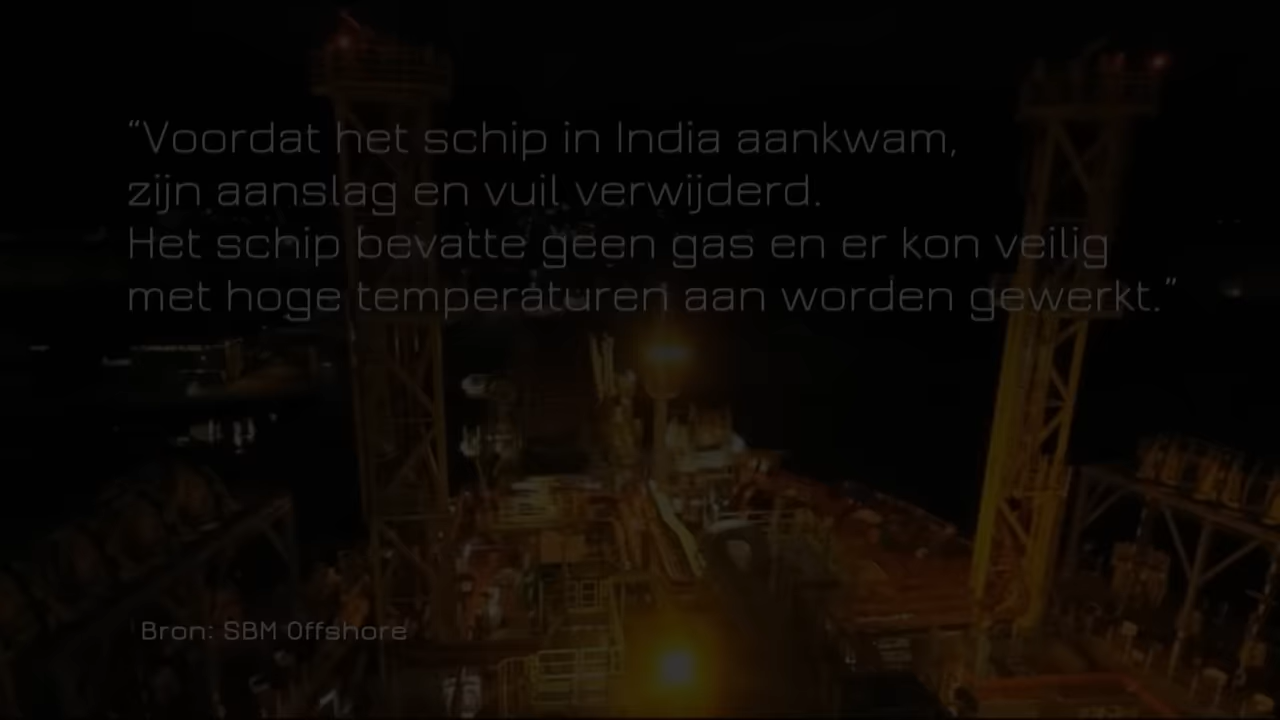 “Voordat het schip in India aankwam,
zijn aanslag en vuil verwijderd.
Het schip bevatte geen gas en er kon veilig
met hoge temperaturen aan worden gewerkt.”
Bron: SBM Offshore